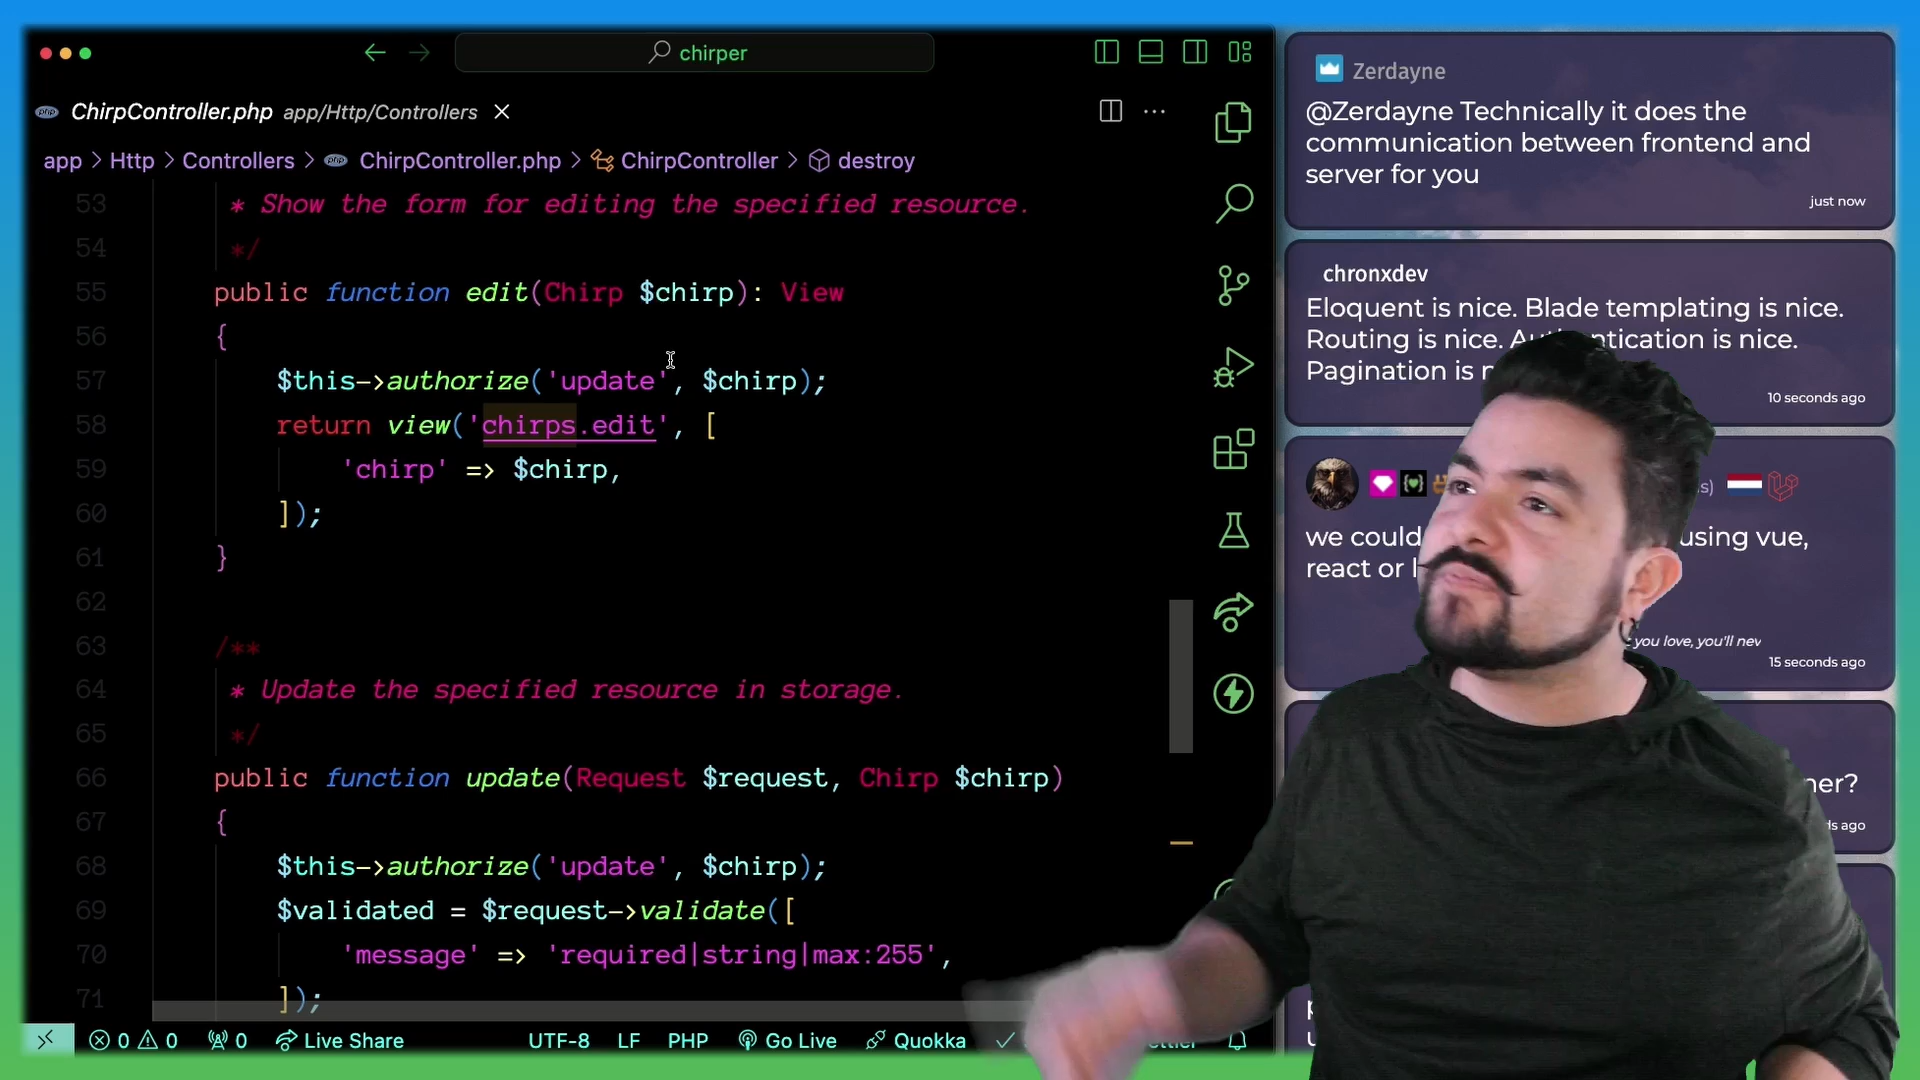 chirper
ChirpController.php app/Http/Controllers
app > Http > Controllers > php ChirpController.php > ChirpController > destroy
53 * Show the form for editing the specified resource.
54 */
55 public function edit(Chirp $chirp): View
56 {
57 $this->authorize('update', $chirp);
58 return view('chirps.edit', [
59 'chirp' => $chirp,
60 ]);
61 }
62
63 /**
64 * Update the specified resource in storage.
65 */
66 public function update(Request $request, Chirp $chirp)
67 {
68 $this->authorize('update', $chirp);
69 $validated = $request->validate([
70 'message' => 'required|string|max:255',
71 ]);
0 0 0 Live Share UTF-8 LF PHP Go Live Quokka
Zerdayne
@Zerdayne Technically it does the
communication between frontend and
server for you
just now
chronxdev
Eloquent is nice. Blade templating is nice.
Routing is nice. is nice.
Pagination is
10 seconds ago
we could using vue,
react or
you love, you'll nev
15 seconds ago
ago